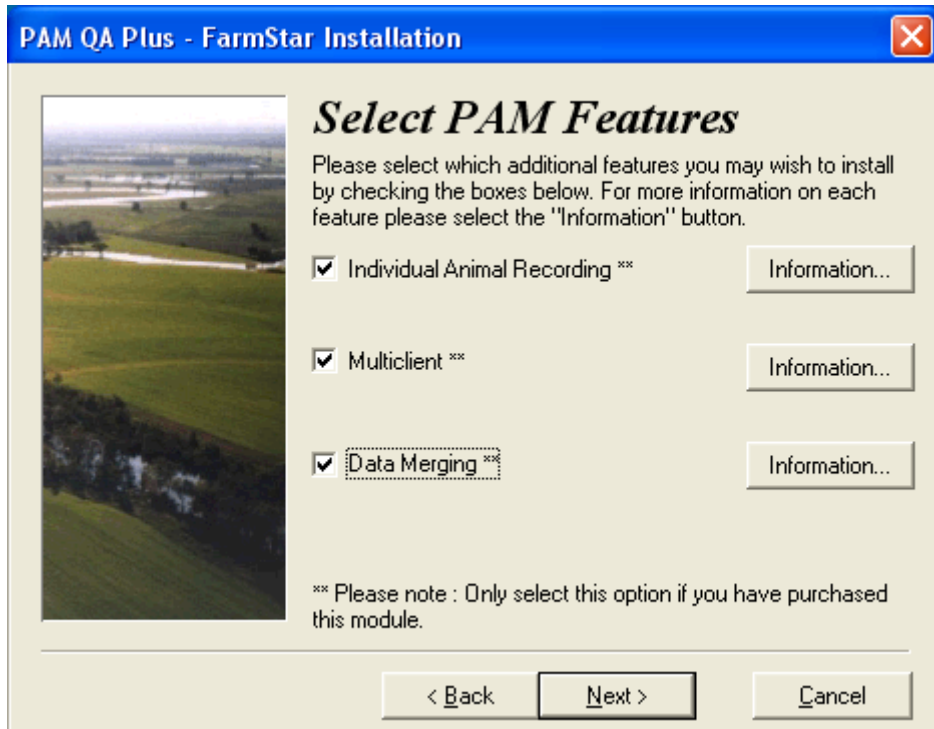 PAM QA Plus - FarmStar Installation
Select PAM Features
Please select which additional features you may wish to install
by checking the boxes below. For more information on each
feature please select the "Information" button.
Individual Animal Recording **
Information...
Multiclient **
Information...
Data Merging **
Information...
** Please note : Only select this option if you have purchased
this module.
< Back
Next >
Cancel